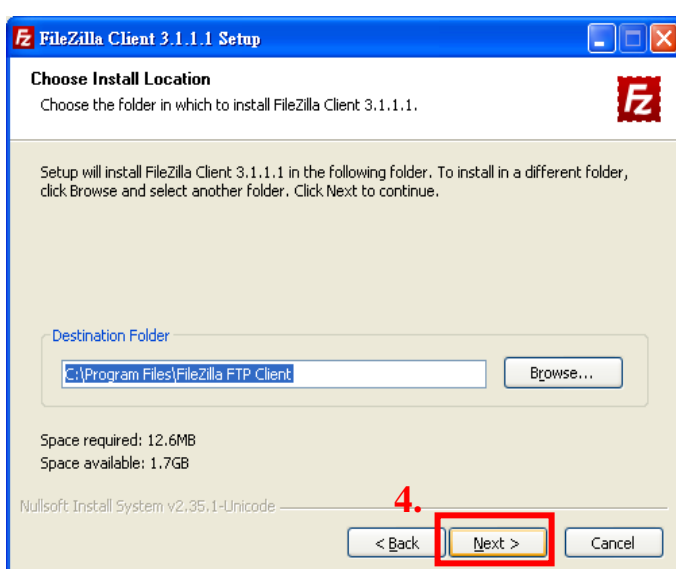 FileZilla Client 3.1.1.1 Setup
Choose Install Location
Choose the folder in which to install FileZilla Client 3.1.1.1.
Fz
Setup will install FileZilla Client 3.1.1.1 in the following folder. To install in a different folder,
click Browse and select another folder. Click Next to continue.
Destination Folder
C:\Program Files\FileZilla FTP Client
Browse...
Space required: 12.6MB
Space available: 1.7GB
Nullsoft Install System v2.35.1-Unicode
4.
< Back
Next >
Cancel